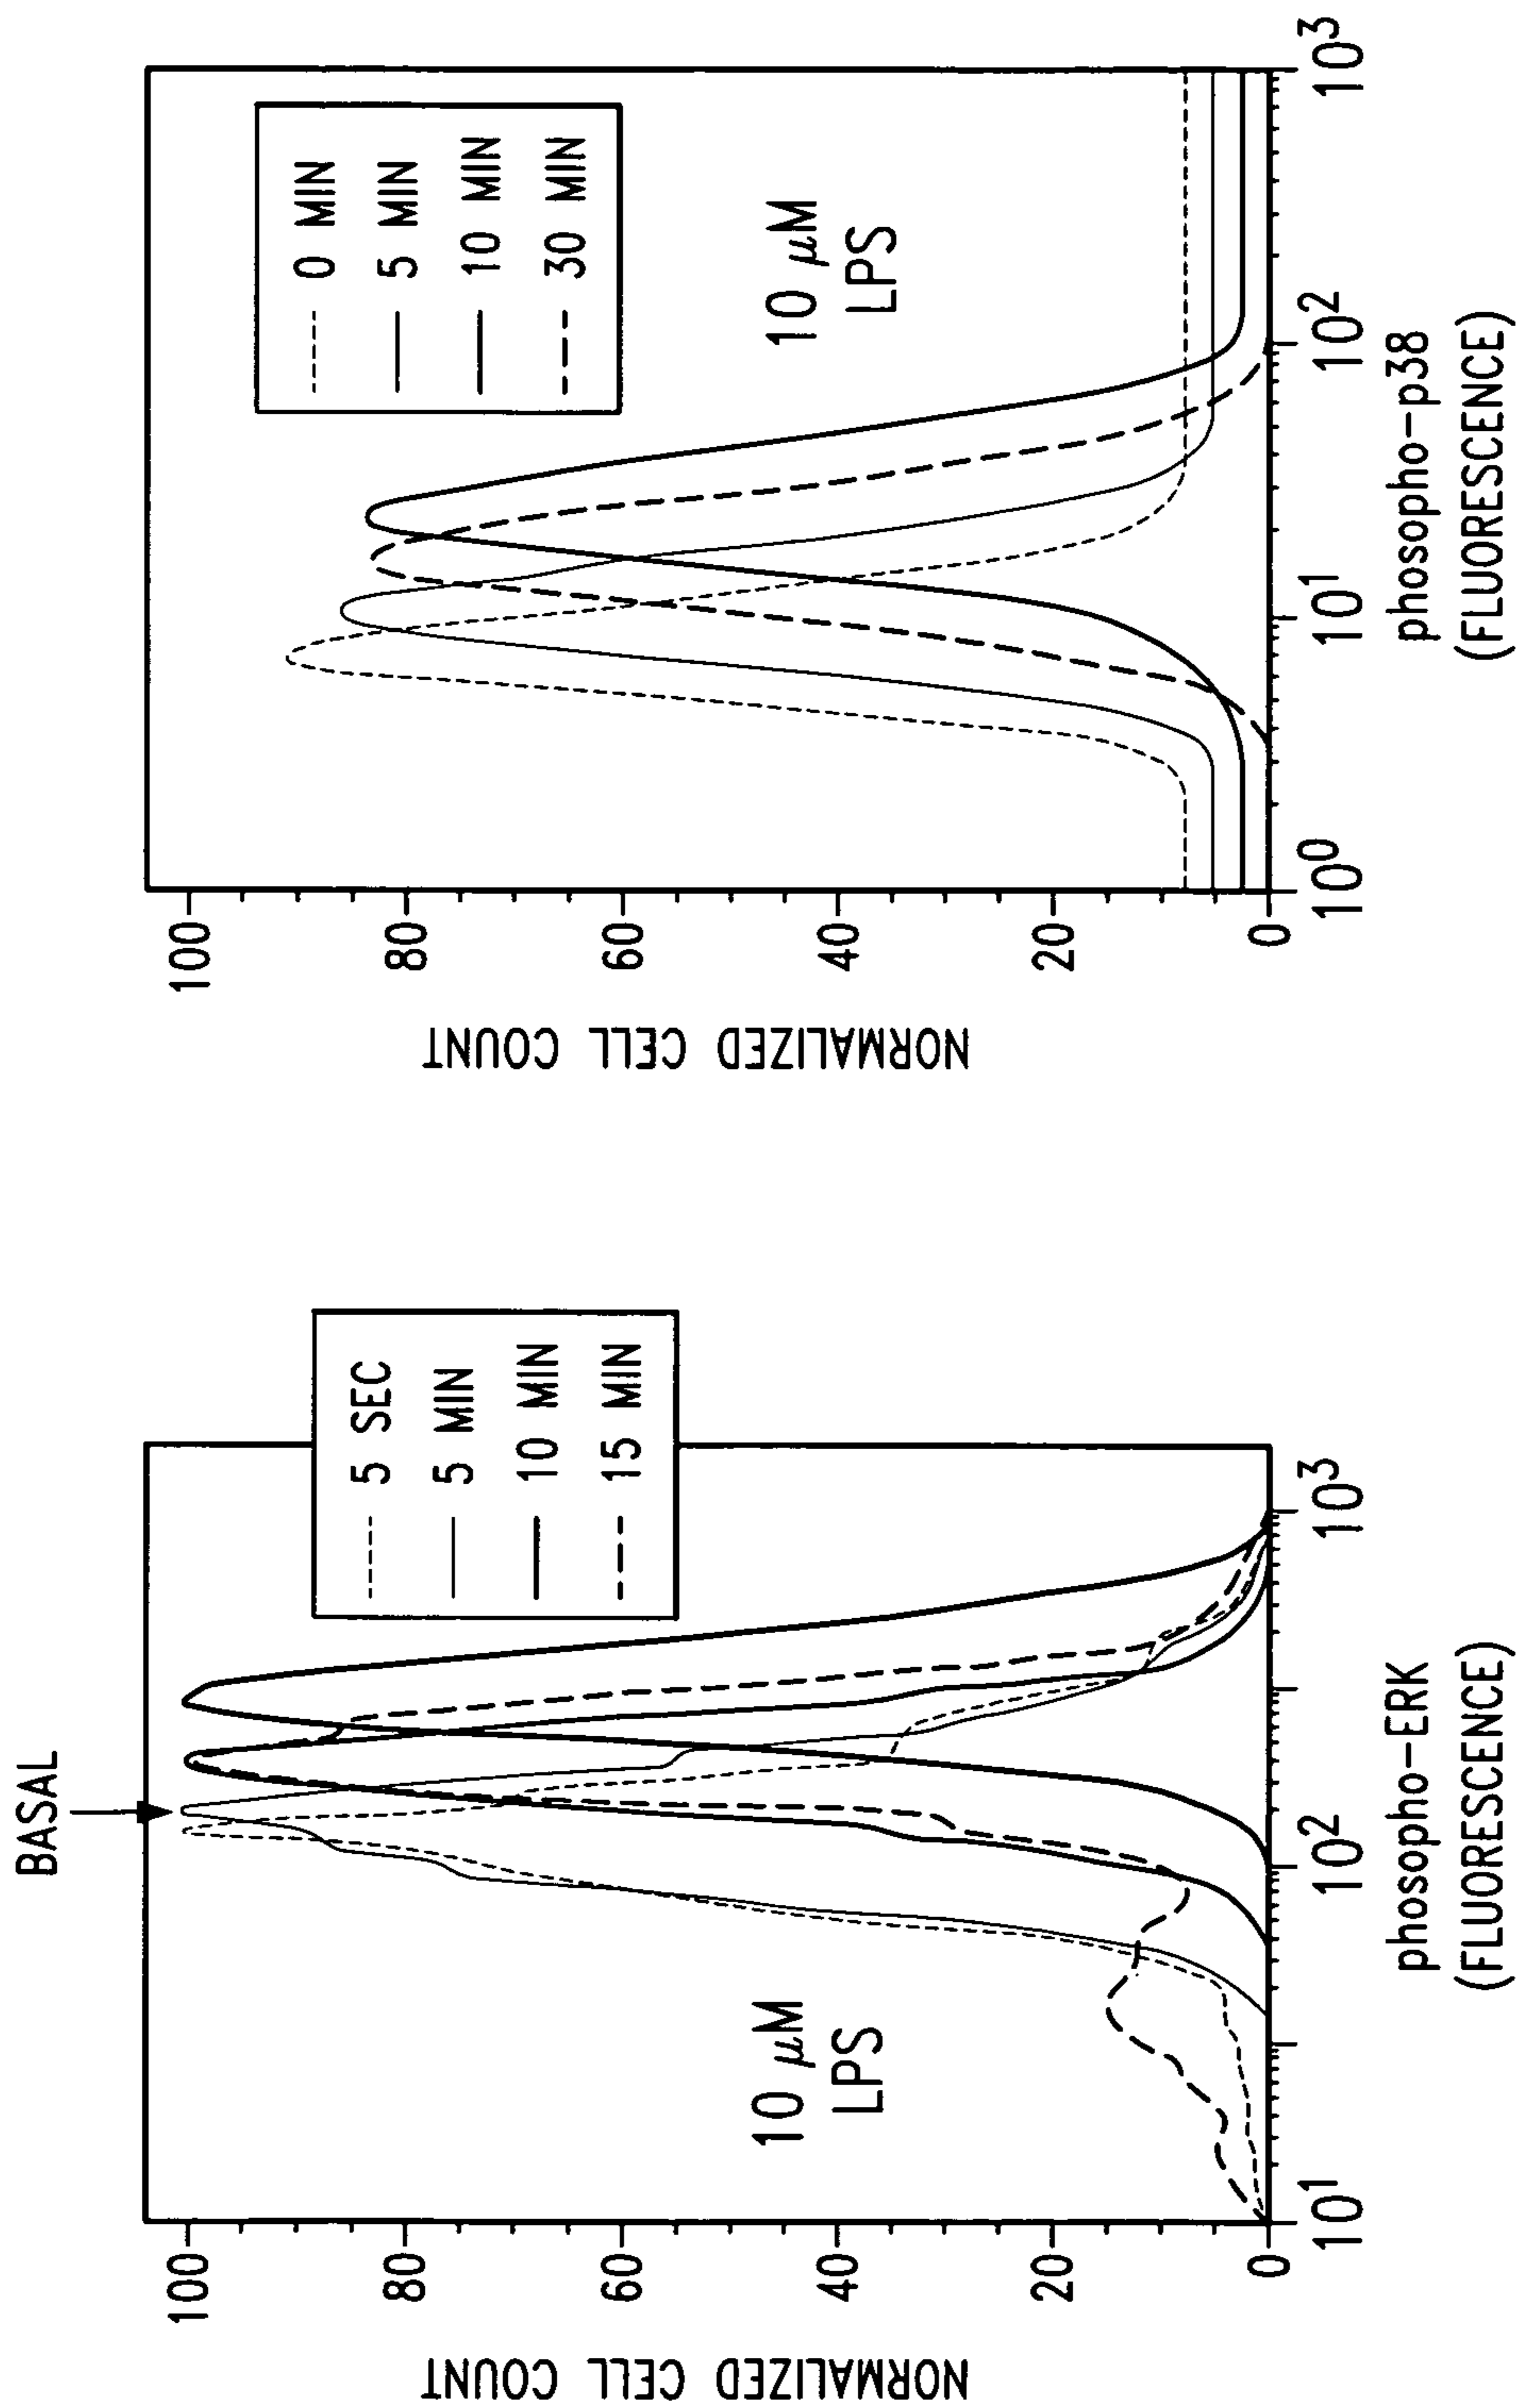 BASAL
NORMALIZED CELL COUNT
100
80
60
40
20
0
5 SEC
5 MIN
10 MIN
15 MIN
10 μM
LPS
10¹
10²
10³
phosopho-ERK
(FLUORESCENCE)
NORMALIZED CELL COUNT
100
80
60
40
20
0
0 MIN
5 MIN
10 MIN
30 MIN
10 μM
LPS
10⁰
10¹
10²
10³
phosopho-p38
(FLUORESCENCE)